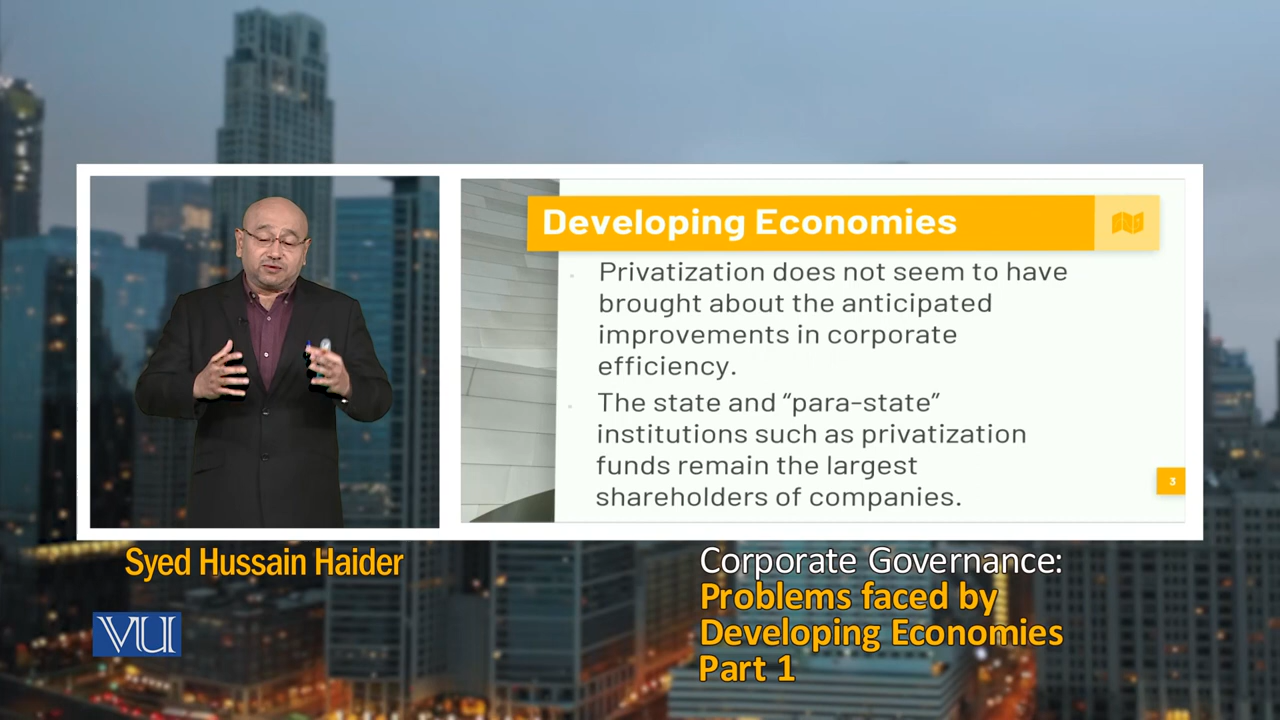 Developing Economies
Privatization does not seem to have
brought about the anticipated
improvements in corporate
efficiency.
The state and “para-state”
institutions such as privatization
funds remain the largest
shareholders of companies.
3
Syed Hussain Haider
VU
Corporate Governance:
Problems faced by
Developing Economies
Part 1